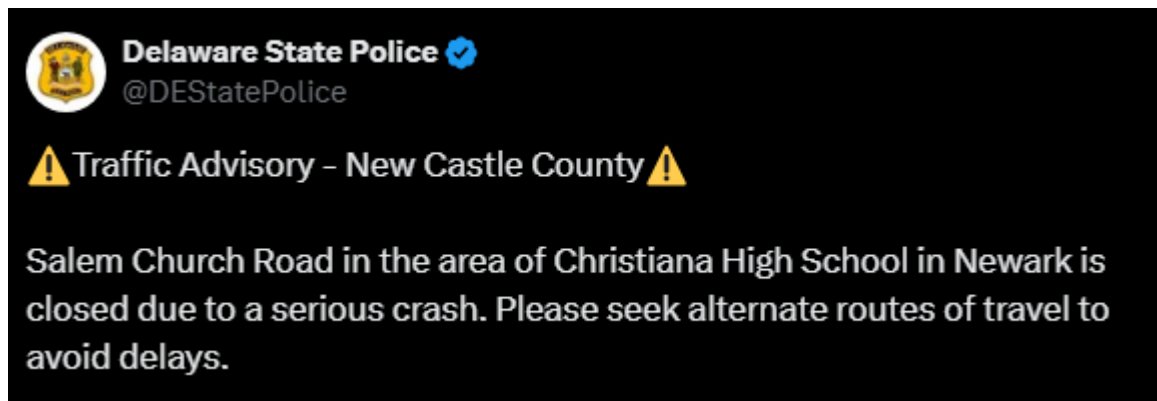 Delaware State Police
@DEStatePolice
⚠️Traffic Advisory - New Castle County⚠️
Salem Church Road in the area of Christiana High School in Newark is
closed due to a serious crash. Please seek alternate routes of travel to
avoid delays.